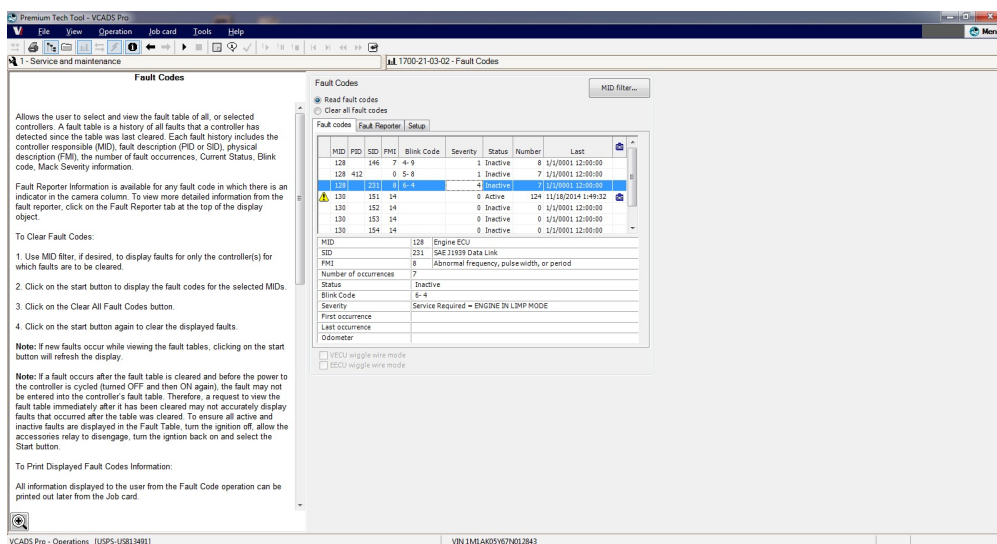 Premium Tech Tool - VCADS Pro
File View Operation Job card Tools Help
1 - Service and maintenance
1700-21-03-02 - Fault Codes
Fault Codes
Allows the user to select and view the fault table of all, or selected
controllers. A fault table is a history of all faults that a controller has
detected since the table was last cleared. Each fault history includes the
controller responsible (MID), fault description (PID or SID), physical
description (FMI), the number of fault occurrences, Current Status, Blink
code, Mack Severity information.
Fault Reporter Information is available for any fault code in which there is an
indicator in the camera column. To view more detailed information from the
fault reporter, click on the Fault Reporter tab at the top of the display
object.
To Clear Fault Codes:
1. Use MID filter, if desired, to display faults for only the controller(s) for
which faults are to be cleared.
2. Click on the start button to display the fault codes for the selected MIDs.
3. Click on the Clear All Fault Codes button.
4. Click on the start button again to clear the displayed faults.
Note: If new faults occur while viewing the fault tables, clicking on the start
button will refresh the display.
Note: If a fault occurs after the fault table is cleared and before the power to
the controller is cycled (turned OFF and then ON again), the fault may not
be entered into the controller's fault table. Therefore, a request to view the
fault table immediately after it has been cleared may not accurately display
faults that occurred after the table was cleared. To ensure all active and
inactive faults are displayed in the Fault Table, turn the ignition off, allow the
accessories relay to disengage, turn the igntion back on and select the
Start button.
To Print Displayed Fault Codes Information:
All information displayed to the user from the Fault Code operation can be
printed out later from the Job card.
Fault Codes
MID filter...
Read fault codes
Clear all fault codes
Fault codes Fault Reporter Setup
MID PID SID FMI Blink Code Severity Status Number Last
128 146 7 4- 9 1 Inactive 8 1/1/0001 12:00:00
128 412 0 5- 8 1 Inactive 7 1/1/0001 12:00:00
128 231 8 6- 4 4 Inactive 7 1/1/0001 12:00:00
130 151 14 0 Active 124 11/18/2014 1:49:32
130 152 14 0 Inactive 0 1/1/0001 12:00:00
130 153 14 0 Inactive 0 1/1/0001 12:00:00
130 154 14 0 Inactive 0 1/1/0001 12:00:00
MID 128 Engine ECU
SID 231 SAE J1939 Data Link
FMI 8 Abnormal frequency, pulse width, or period
Number of occurrences 7
Status Inactive
Blink Code 6- 4
Severity Service Required = ENGINE IN LIMP MODE
First occurrence
Last occurrence
Odometer
VECU wiggle wire mode
EECU wiggle wire mode
VCADS Pro - Operations [USPS-US813491]
VIN 1M1AK05Y67N012843